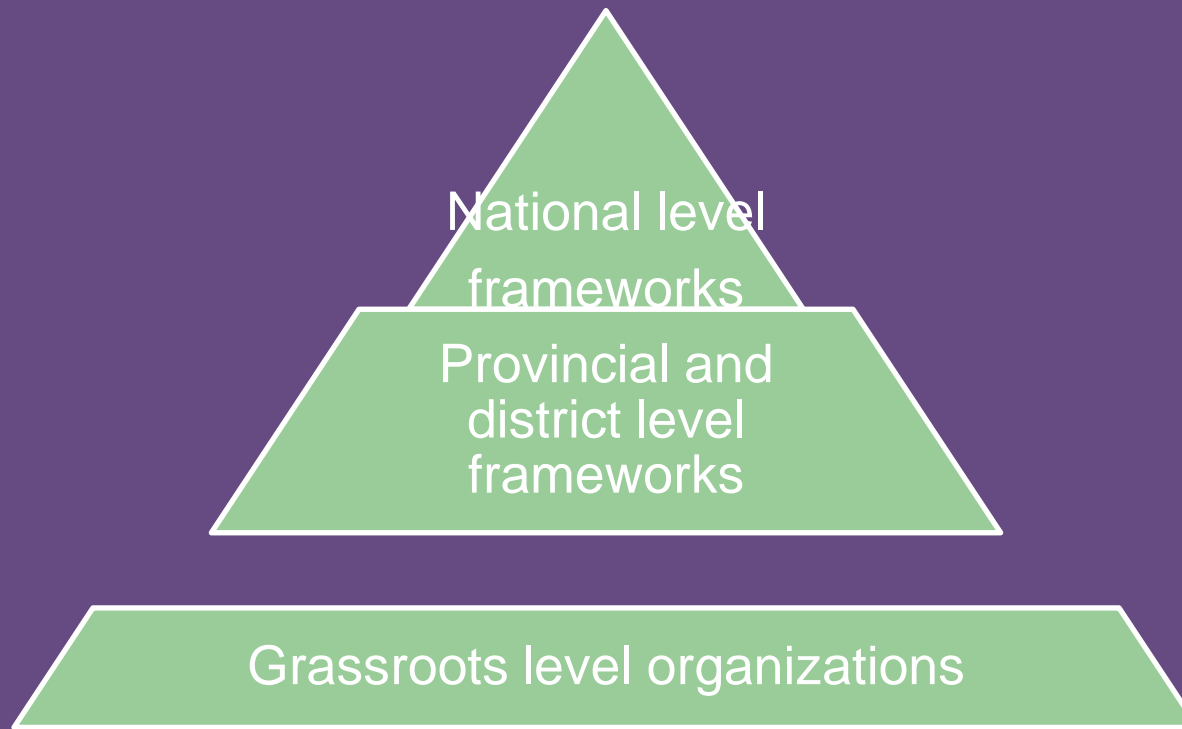 National level
frameworks
Provincial and
district level
frameworks
Grassroots level organizations